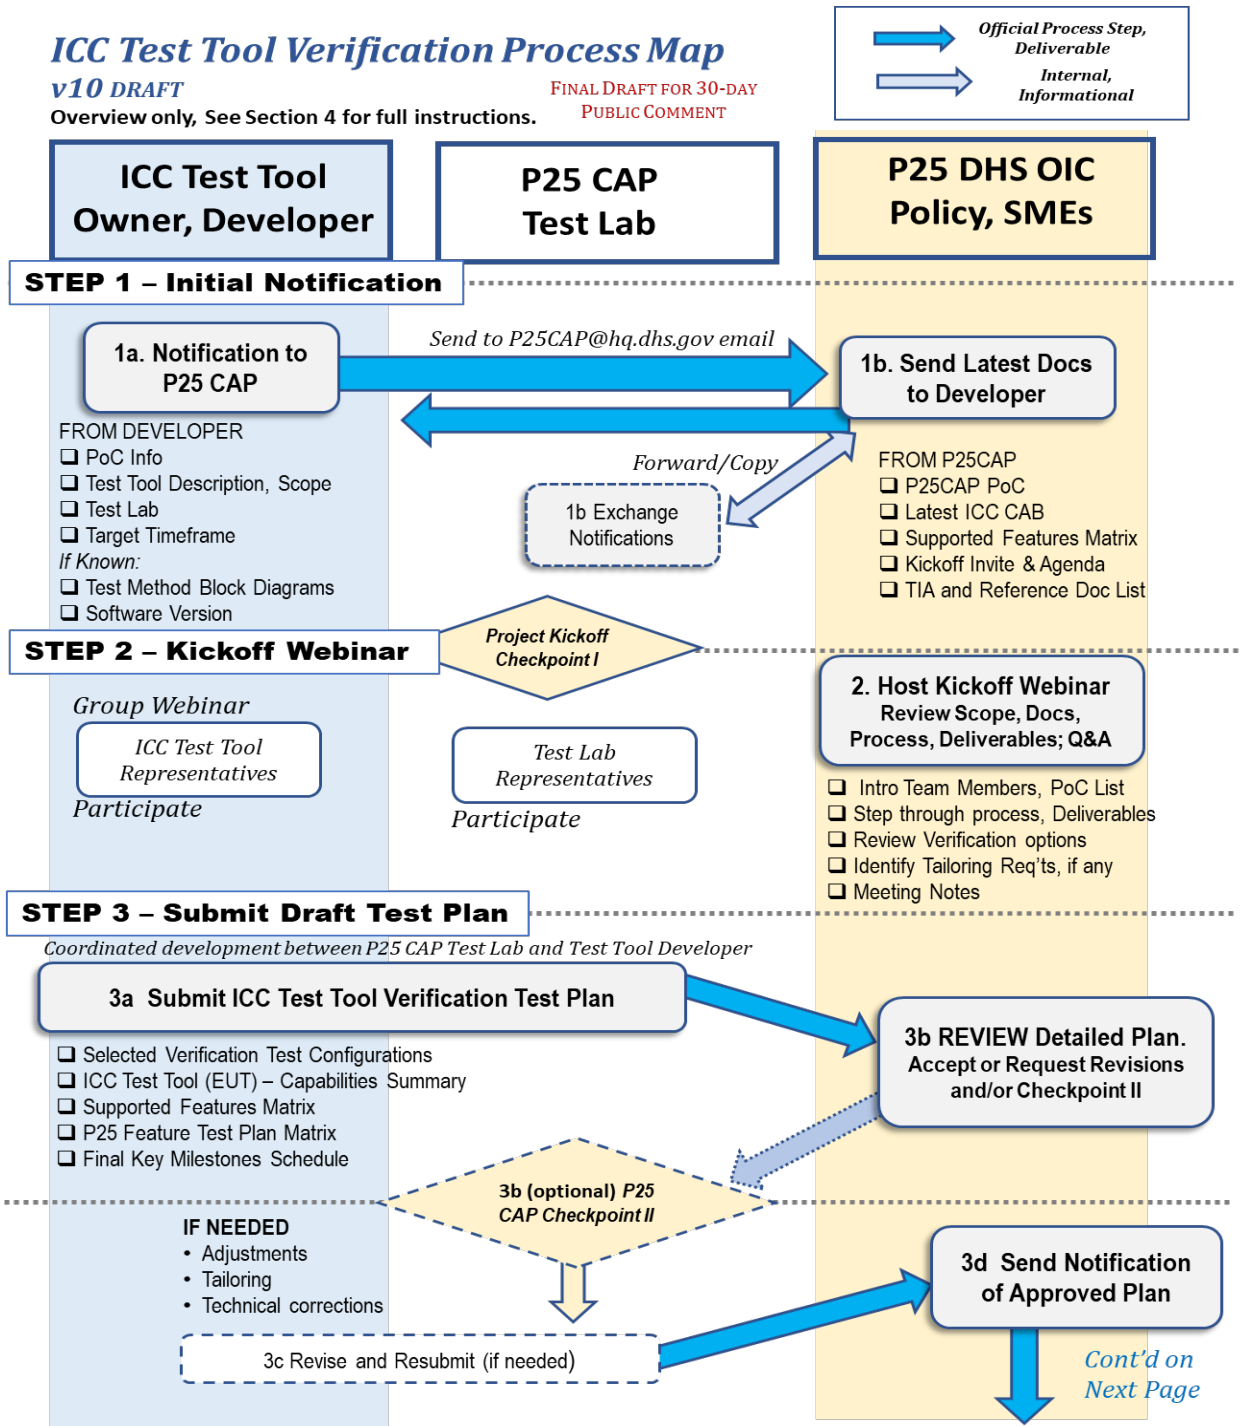 ICC Test Tool Verification Process Map
v10 DRAFT
FINAL DRAFT FOR 30-DAY
PUBLIC COMMENT
Overview only, See Section 4 for full instructions.
Official Process Step,
Deliverable
Internal,
Informational
ICC Test Tool
Owner, Developer
P25 CAP
Test Lab
P25 DHS OIC
Policy, SMEs
STEP 1 – Initial Notification
1a. Notification to
P25 CAP
Send to P25CAP@hq.dhs.gov email
1b. Send Latest Docs
to Developer
FROM DEVELOPER
❑ PoC Info
❑ Test Tool Description, Scope
❑ Test Lab
❑ Target Timeframe
If Known:
❑ Test Method Block Diagrams
❑ Software Version
Forward/Copy
1b Exchange
Notifications
FROM P25CAP
❑ P25CAP PoC
❑ Latest ICC CAB
❑ Supported Features Matrix
❑ Kickoff Invite & Agenda
❑ TIA and Reference Doc List
STEP 2 – Kickoff Webinar
Project Kickoff
Checkpoint I
Group Webinar
ICC Test Tool
Representatives
Participate
Test Lab
Representatives
Participate
2. Host Kickoff Webinar
Review Scope, Docs,
Process, Deliverables; Q&A
❑ Intro Team Members, PoC List
❑ Step through process, Deliverables
❑ Review Verification options
❑ Identify Tailoring Req'ts, if any
❑ Meeting Notes
STEP 3 – Submit Draft Test Plan
Coordinated development between P25 CAP Test Lab and Test Tool Developer
3a Submit ICC Test Tool Verification Test Plan
❑ Selected Verification Test Configurations
❑ ICC Test Tool (EUT) – Capabilities Summary
❑ Supported Features Matrix
❑ P25 Feature Test Plan Matrix
❑ Final Key Milestones Schedule
3b REVIEW Detailed Plan.
Accept or Request Revisions
and/or Checkpoint II
3b (optional) P25
CAP Checkpoint II
IF NEEDED
• Adjustments
• Tailoring
• Technical corrections
3c Revise and Resubmit (if needed)
3d Send Notification
of Approved Plan
Cont'd on
Next Page